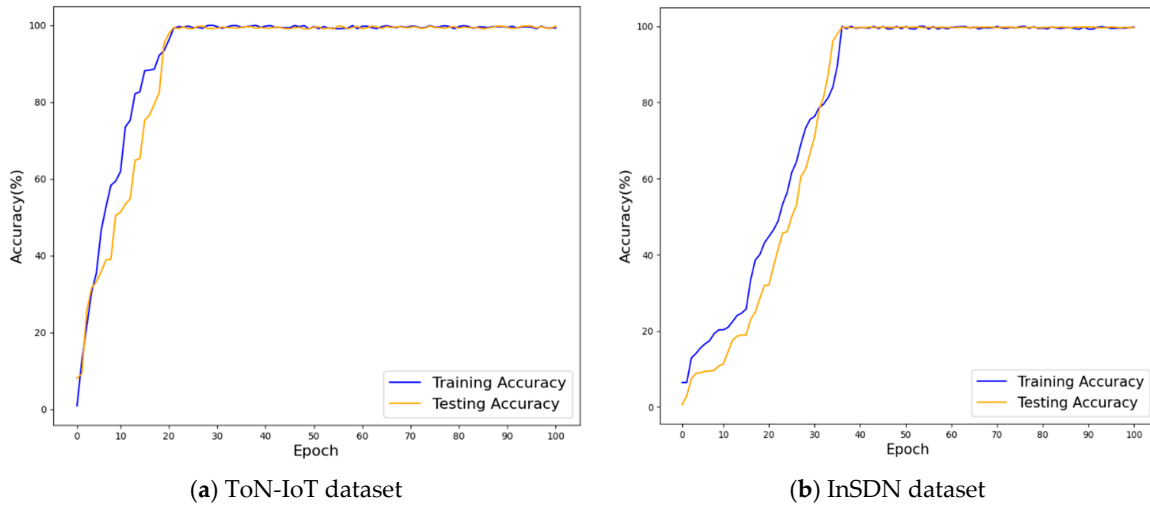 100
80
60
40
20
0
Accuracy(%)
0 10 20 30 40 50 60 70 80 90 100
Epoch
Training Accuracy
Testing Accuracy
(a) ToN-IoT dataset
100
80
60
40
20
0
Accuracy(%)
0 10 20 30 40 50 60 70 80 90 100
Epoch
Training Accuracy
Testing Accuracy
(b) InSDN dataset